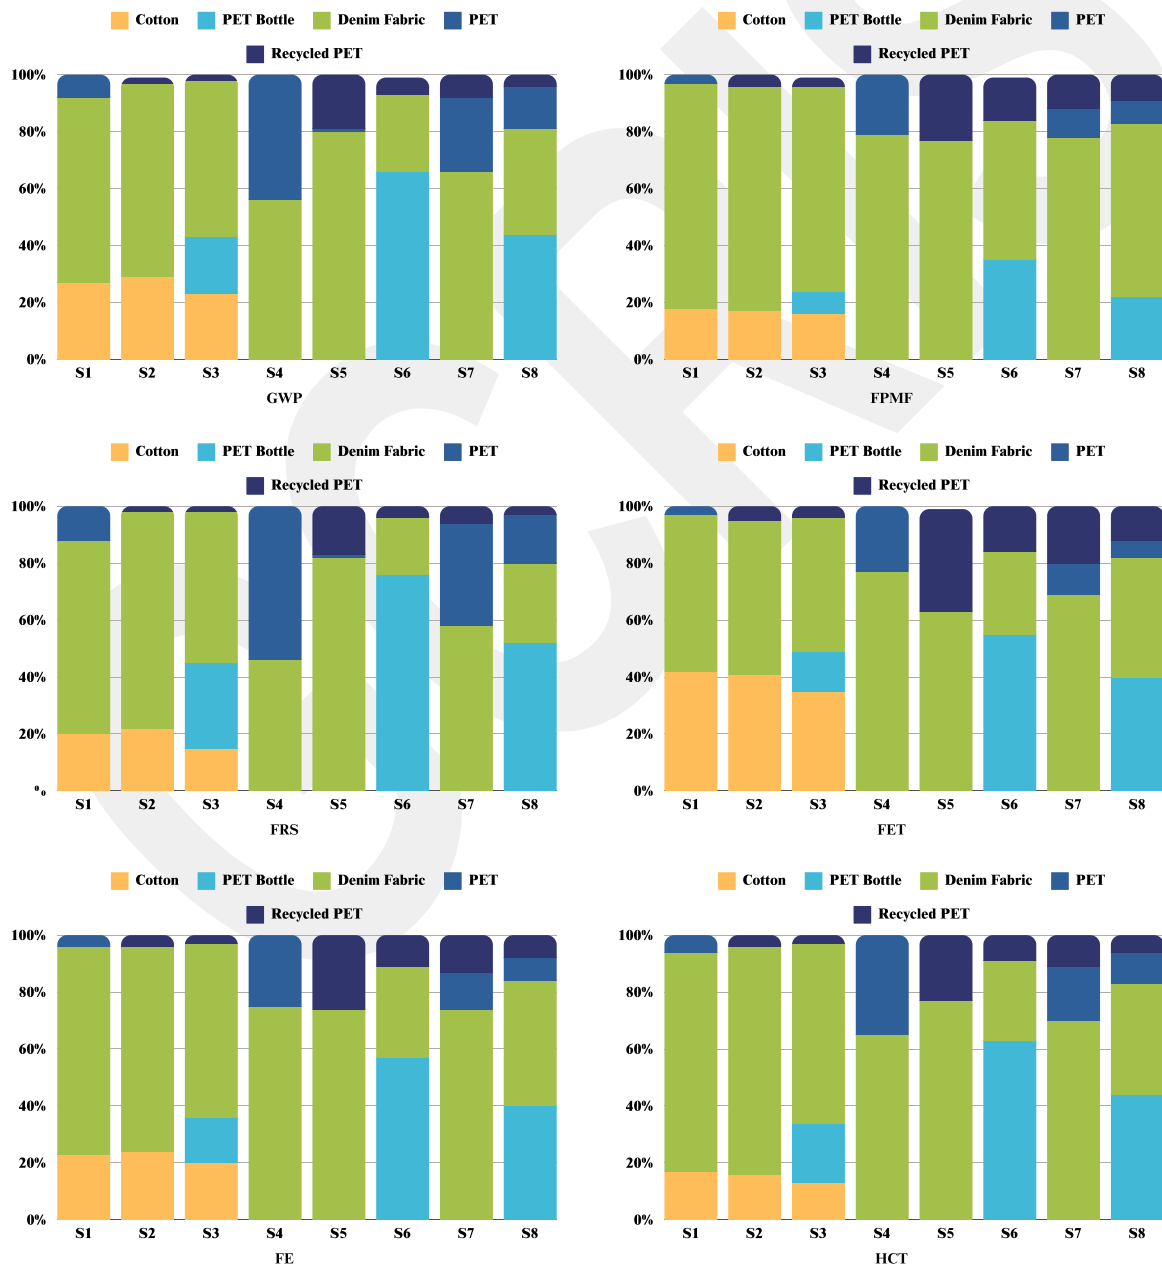 Cotton PET Bottle Denim Fabric PET
Recycled PET
100%
80%
60%
40%
20%
0%
S1 S2 S3 S4 S5 S6 S7 S8
GWP
Cotton PET Bottle Denim Fabric PET
Recycled PET
100%
80%
60%
40%
20%
0%
S1 S2 S3 S4 S5 S6 S7 S8
FPMF
Cotton PET Bottle Denim Fabric PET
Recycled PET
100%
80%
60%
40%
20%
S1 S2 S3 S4 S5 S6 S7 S8
FRS
Cotton PET Bottle Denim Fabric PET
Recycled PET
100%
80%
60%
40%
20%
0%
S1 S2 S3 S4 S5 S6 S7 S8
FET
Cotton PET Bottle Denim Fabric PET
Recycled PET
100%
80%
60%
40%
20%
0%
S1 S2 S3 S4 S5 S6 S7 S8
FE
Cotton PET Bottle Denim Fabric PET
Recycled PET
100%
80%
60%
40%
20%
0%
S1 S2 S3 S4 S5 S6 S7 S8
HCT